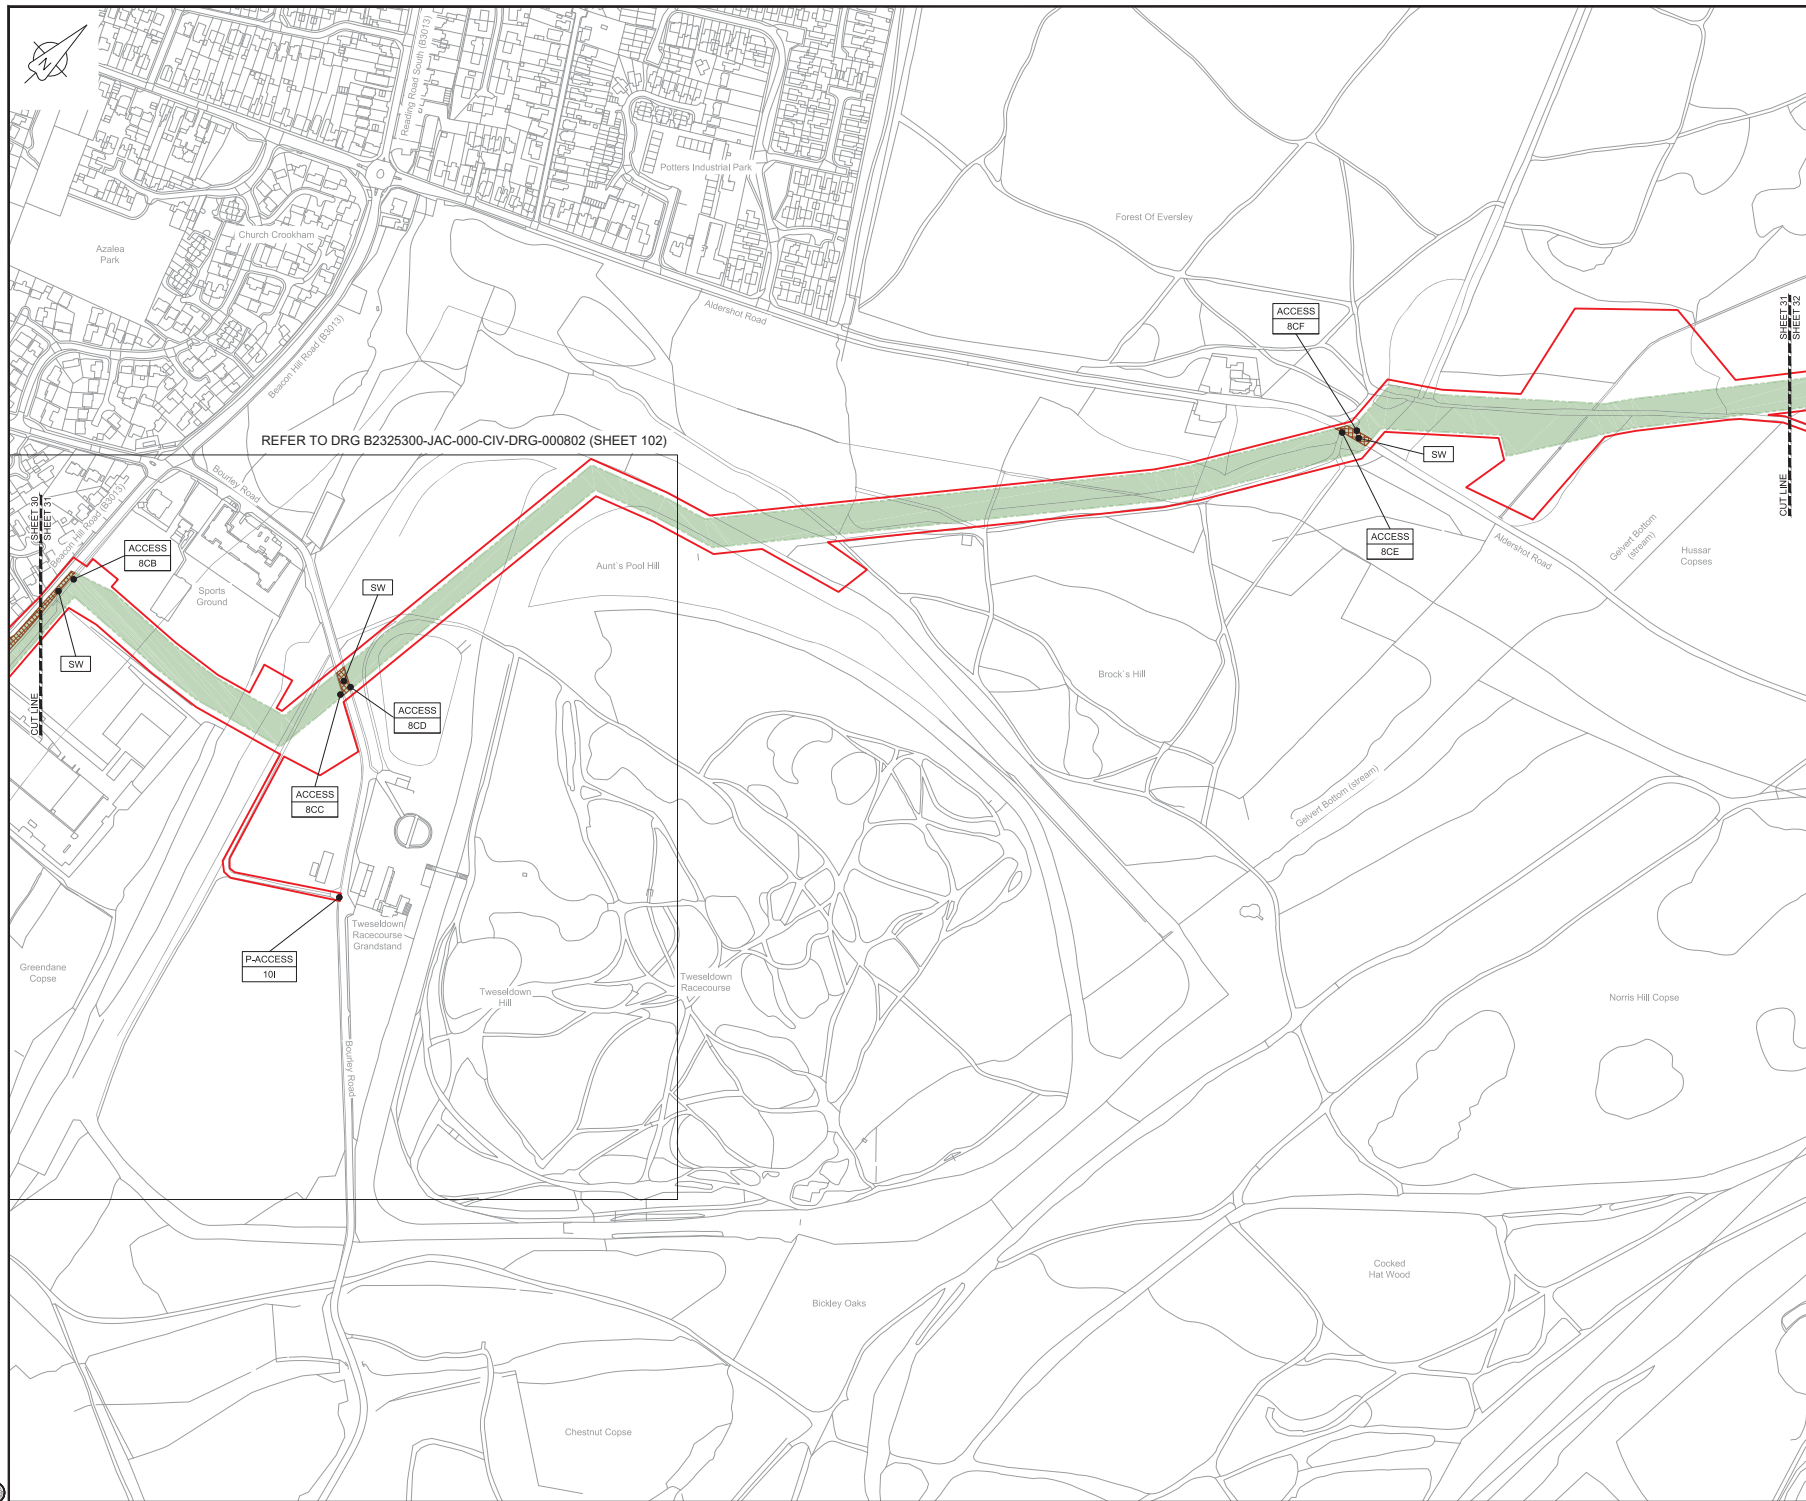 N
Reading Road South (B3013)
Potters Industrial Park
Forest Of Eversley
Church Crookham
Azalea
Park
Beacon Hill Road (B3013)
Aldershot Road
ACCESS
8CF
SHEET 31
SHEET 32
CUT LINE
REFER TO DRG B2325300-JAC-000-CIV-DRG-000802 (SHEET 102)
SW
Bourley Road
SHEET 30
SHEET 31
CUT LINE
Beacon Hill Road (B3013)
ACCESS
8CB
ACCESS
8CE
Aldershot Road
Gelvert Bottom
(stream)
Hussar
Copses
Sports
Ground
SW
Aunt's Pool Hill
SW
Brock's Hill
ACCESS
8CD
ACCESS
8CC
Gelvert Bottom (stream)
Tweseldown
Racecourse
Grandstand
P-ACCESS
10I
Greendane
Copse
Tweseldown
Hill
Tweseldown
Racecourse
Norris Hill Copse
Bourley Road
Cocked
Hat Wood
Bickley Oaks
Chestnut Copse